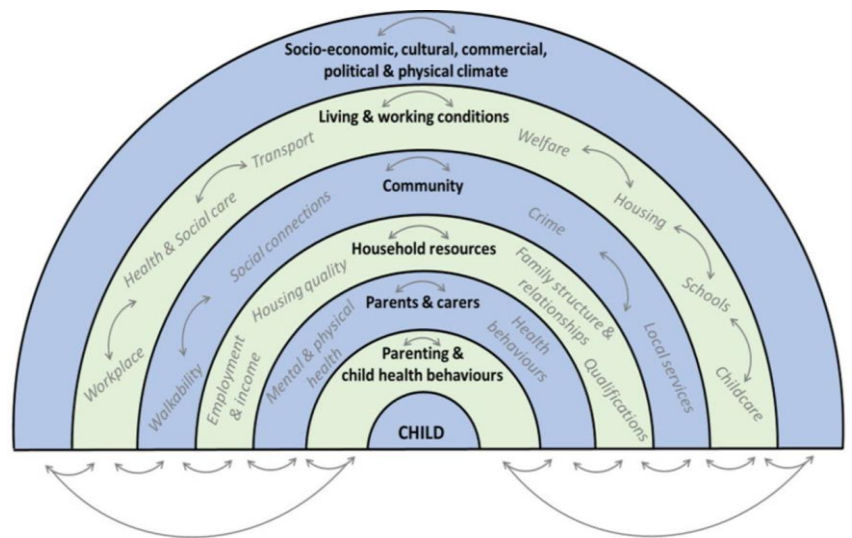 Socio-economic, cultural, commercial,
political & physical climate
Living & working conditions
Transport
Welfare
Health & Social care
Housing
Workplace
Schools
Childcare
Community
Social connections
Crime
Walkability
Local services
Household resources
Housing quality
Family structure &
relationships
Employment
& income
Qualifications
Parents & carers
Mental & physical
health
Health
behaviours
Parenting &
child health behaviours
CHILD